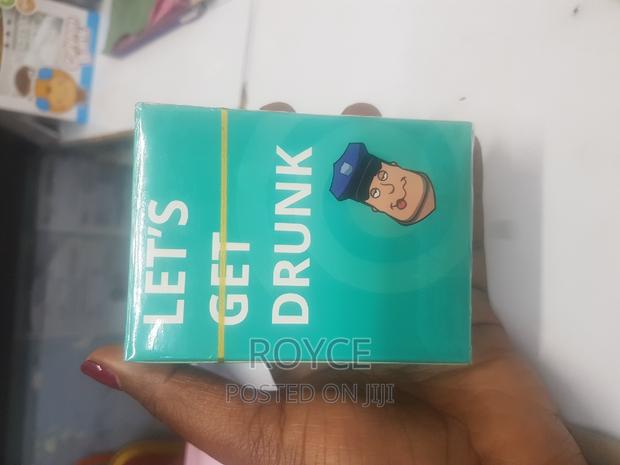 LET'S
GET
DRUNK
ROYCE
POSTED ON JIJI